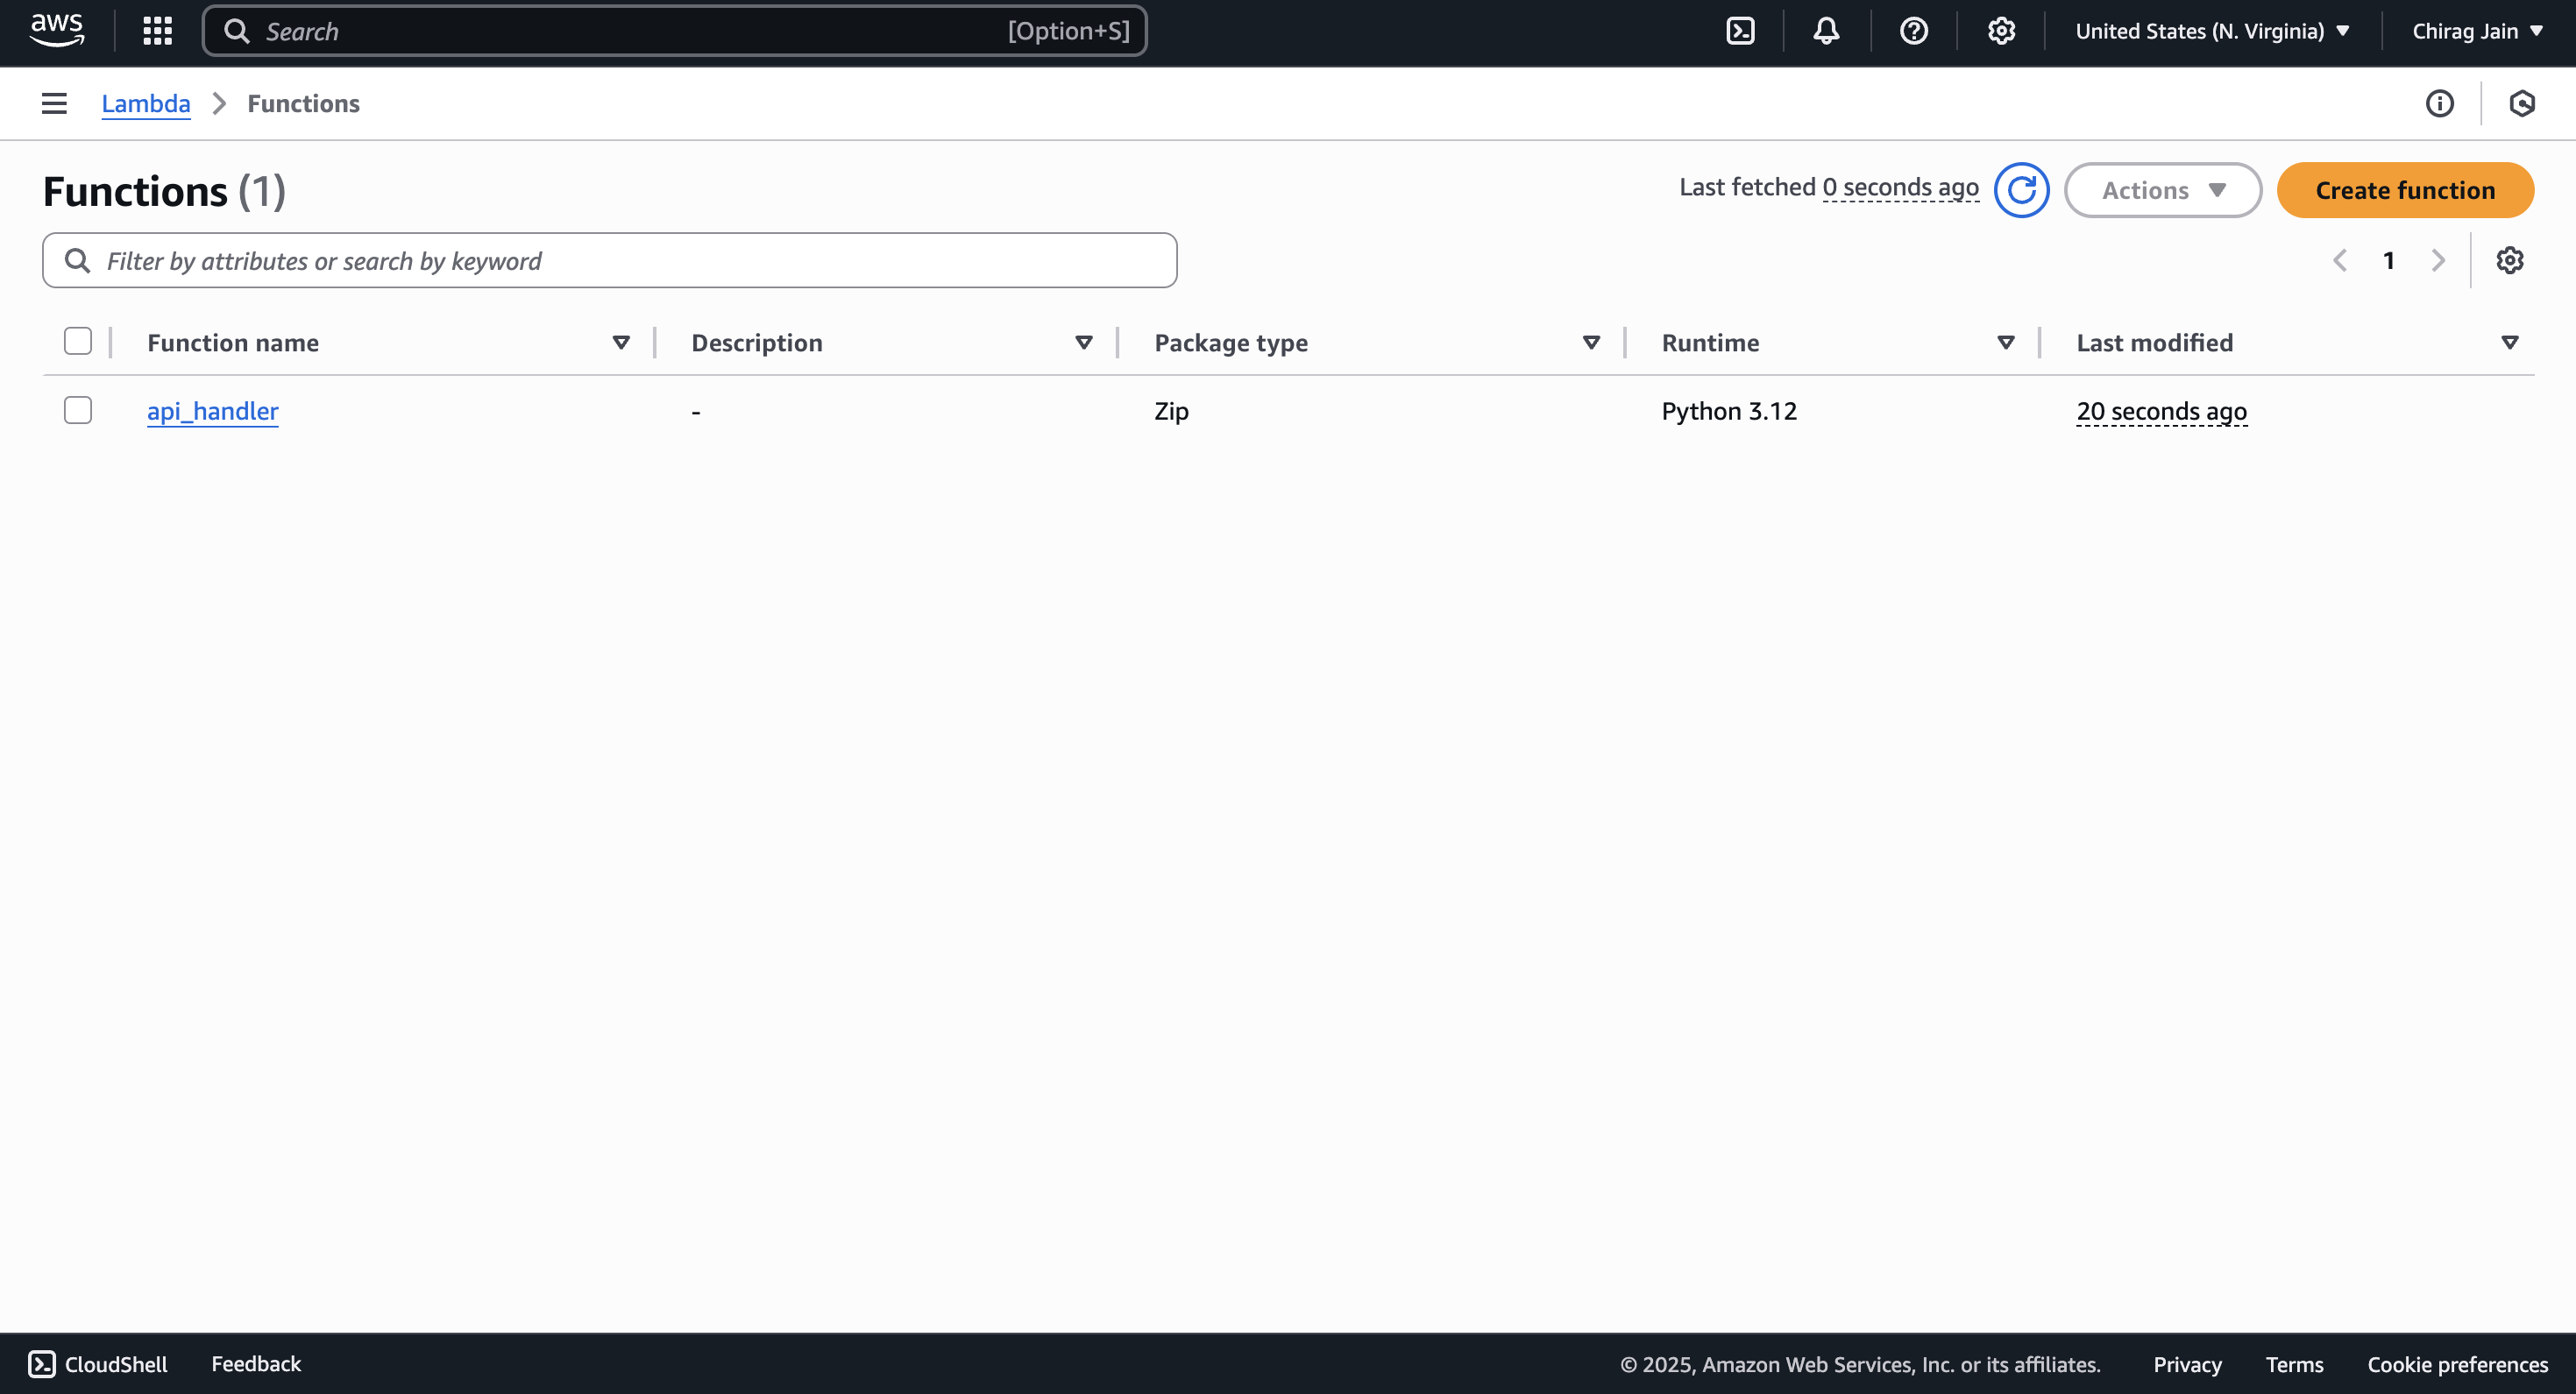 aws
Search [Option+S]
United States (N. Virginia)
Chirag Jain
Lambda > Functions
Functions (1)
Last fetched 0 seconds ago
Actions
Create function
Filter by attributes or search by keyword
1
Function name Description Package type Runtime Last modified
api_handler - Zip Python 3.12 20 seconds ago
CloudShell Feedback © 2025, Amazon Web Services, Inc. or its affiliates. Privacy Terms Cookie preferences